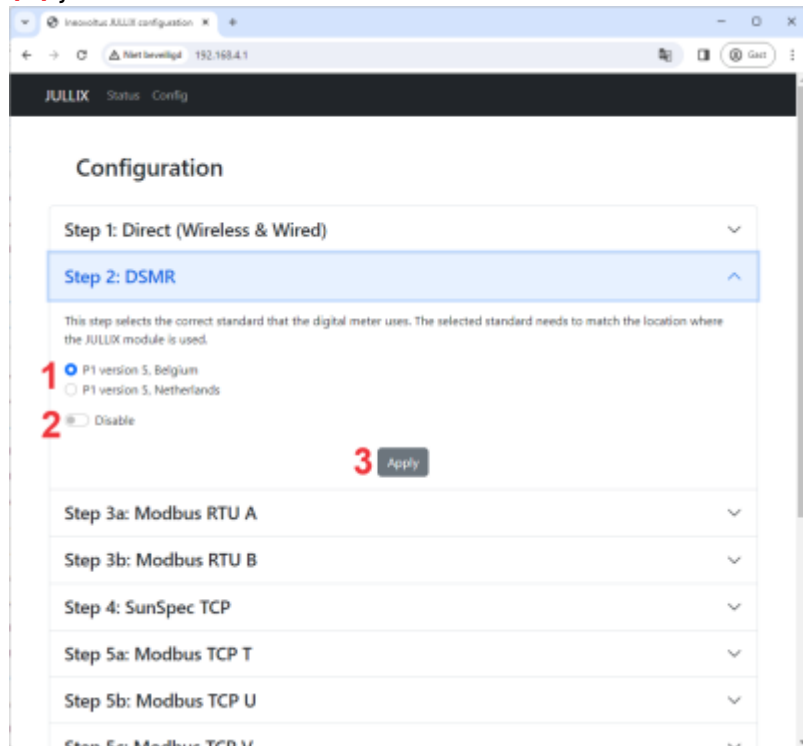 Ineovoltus JULLIX configuration
Niet beveiligd 192.168.4.1
Gast
JULLIX Status Config
Configuration
Step 1: Direct (Wireless & Wired)
Step 2: DSMR
This step selects the correct standard that the digital meter uses. The selected standard needs to match the location where
the JULLIX module is used.
1 P1 version 5, Belgium
P1 version 5, Netherlands
2 Disable
3 Apply
Step 3a: Modbus RTU A
Step 3b: Modbus RTU B
Step 4: SunSpec TCP
Step 5a: Modbus TCP T
Step 5b: Modbus TCP U
Step 5c: Modbus TCP V